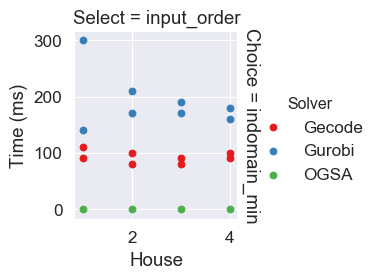 Select = input_order
Time (ms)
300
200
100
0
2
4
House
Choice = indomain_min
Solver
Gecode
Gurobi
OGSA